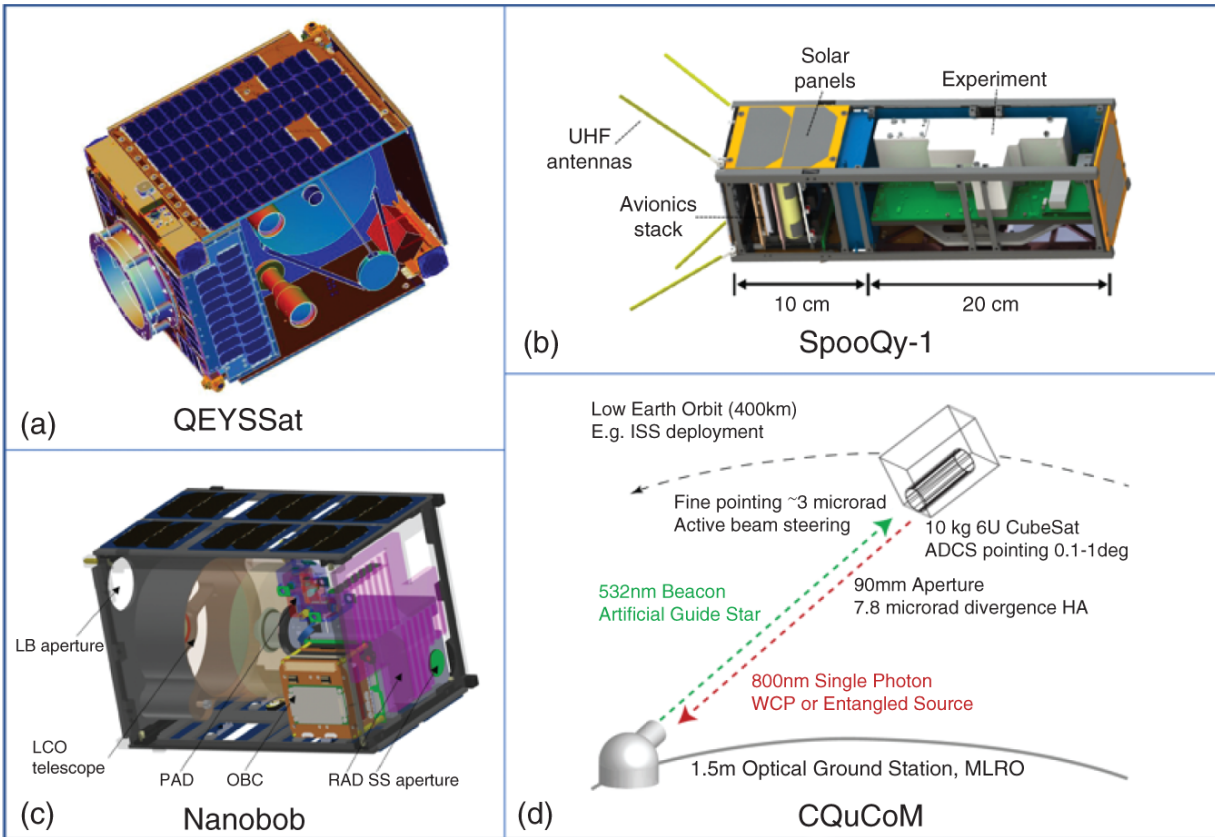 (a)
QEYSSat
Solar
panels
Experiment
UHF
antennas
Avionics
stack
10 cm
20 cm
(b)
SpooQy-1
LB aperture
LCO
telescope
PAD
OBC
RAD SS aperture
(c)
Nanobob
Low Earth Orbit (400km)
E.g. ISS deployment
Fine pointing ~3 microrad
Active beam steering
10 kg 6U CubeSat
ADCS pointing 0.1-1deg
532nm Beacon
Artificial Guide Star
90mm Aperture
7.8 microrad divergence HA
800nm Single Photon
WCP or Entangled Source
1.5m Optical Ground Station, MLRO
(d)
CQuCoM